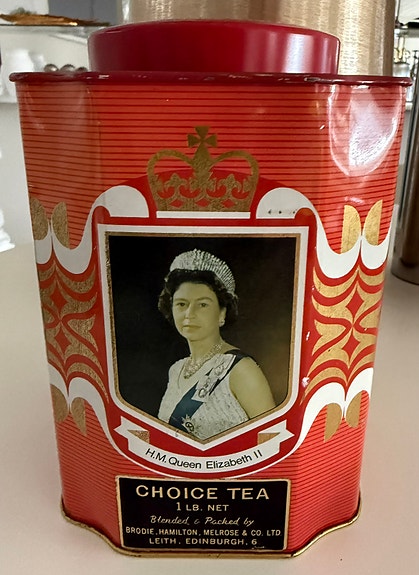 H.M. Queen Elizabeth II
CHOICE TEA
1 LB. NET
Blended & Packed by
BRODIE, HAMILTON, MELROSE & CO. LTD.
LEITH, EDINBURGH, 6